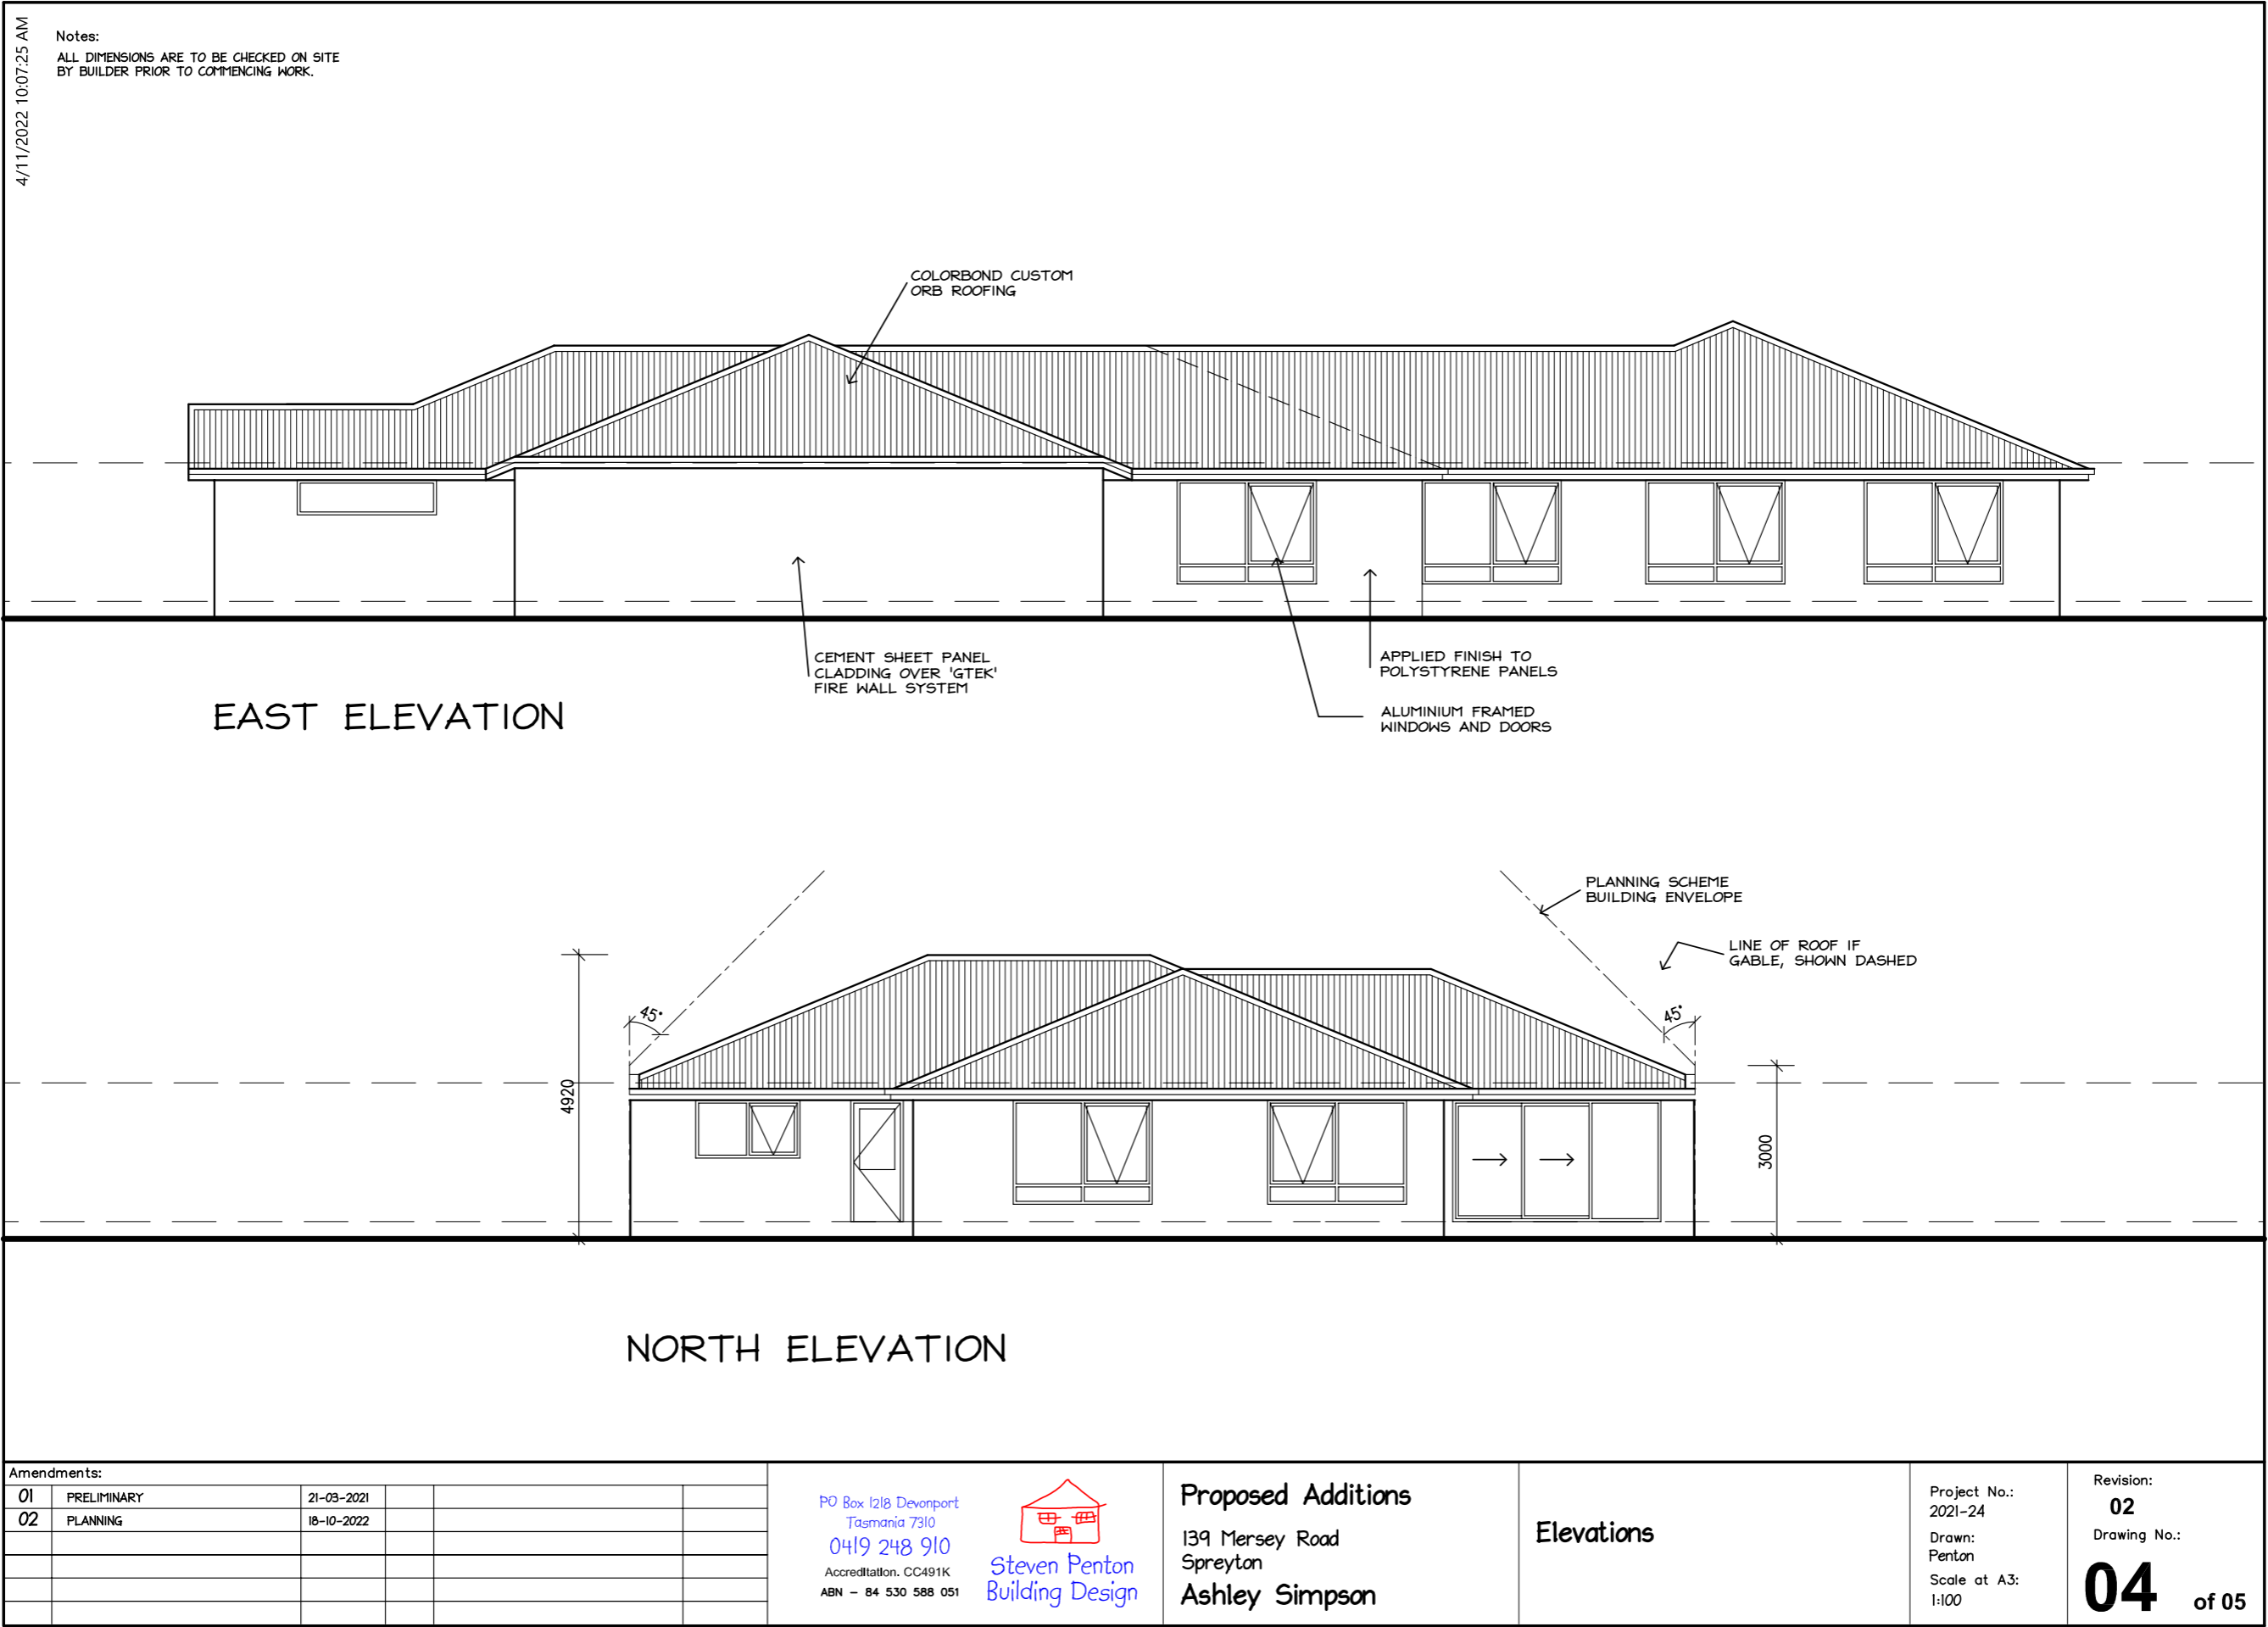 4/11/2022 10:07:25 AM
Notes:
ALL DIMENSIONS ARE TO BE CHECKED ON SITE
BY BUILDER PRIOR TO COMMENCING WORK.
COLORBOND CUSTOM
ORB ROOFING
CEMENT SHEET PANEL
CLADDING OVER 'GTEK'
FIRE WALL SYSTEM
APPLIED FINISH TO
POLYSTYRENE PANELS
ALUMINIUM FRAMED
WINDOWS AND DOORS
EAST ELEVATION
PLANNING SCHEME
BUILDING ENVELOPE
LINE OF ROOF IF
GABLE, SHOWN DASHED
45°
45°
4920
3000
NORTH ELEVATION
Amendments:
01 PRELIMINARY 21-03-2021
02 PLANNING 18-10-2022
PO Box 1218 Devonport
Tasmania 7310
0419 248 910
Accreditation. CC491K
ABN - 84 530 588 051
Steven Penton
Building Design
Proposed Additions
139 Mersey Road
Spreyton
Ashley Simpson
Elevations
Project No.:
2021-24
Drawn:
Penton
Scale at A3:
1:100
Revision:
02
Drawing No.:
04 of 05